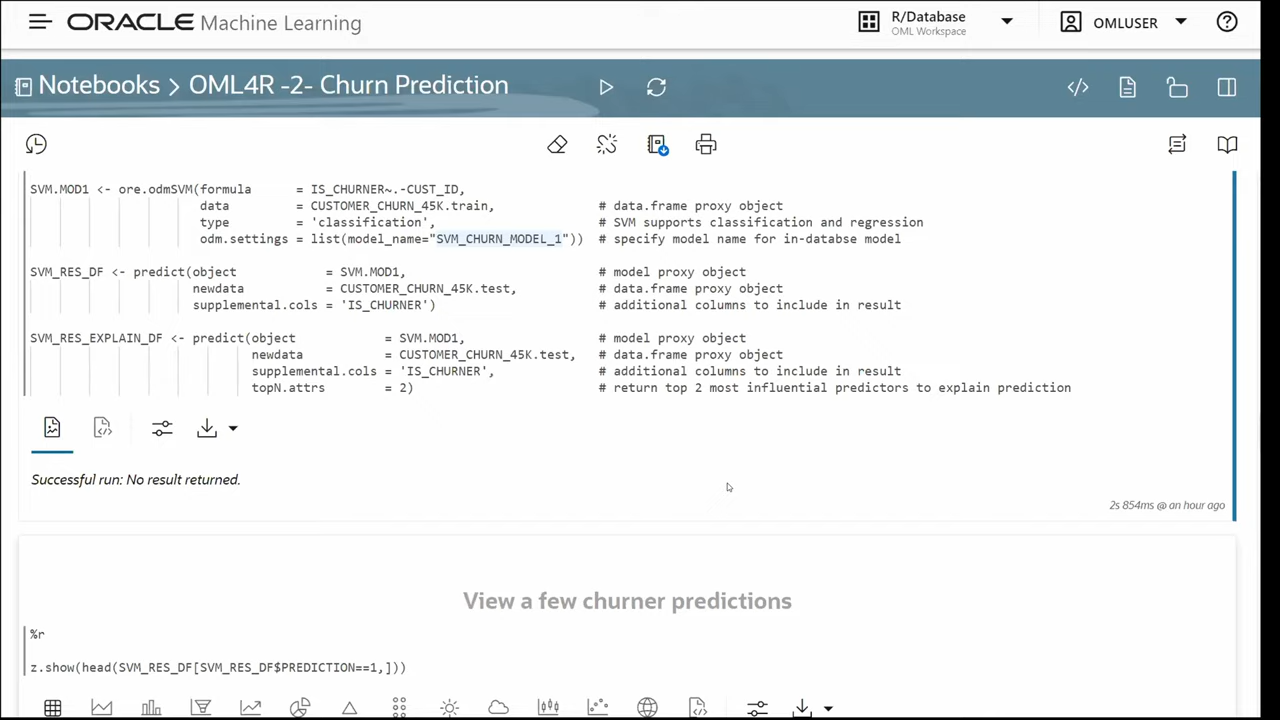 ORACLE Machine Learning
R/Database
OML Workspace
OMLUSER
Notebooks > OML4R -2- Churn Prediction
SVM.MOD1 <- ore.odmSVM(formula = IS_CHURNER~.-CUST_ID,
data = CUSTOMER_CHURN_45K.train, # data.frame proxy object
type = 'classification', # SVM supports classification and regression
odm.settings = list(model_name="SVM_CHURN_MODEL_1")) # specify model name for in-databse model
SVM_RES_DF <- predict(object = SVM.MOD1, # model proxy object
newdata = CUSTOMER_CHURN_45K.test, # data.frame proxy object
supplemental.cols = 'IS_CHURNER') # additional columns to include in result
SVM_RES_EXPLAIN_DF <- predict(object = SVM.MOD1, # model proxy object
newdata = CUSTOMER_CHURN_45K.test, # data.frame proxy object
supplemental.cols = 'IS_CHURNER', # additional columns to include in result
topN.attrs = 2) # return top 2 most influential predictors to explain prediction
Successful run: No result returned.
2s 854ms @ an hour ago
View a few churner predictions
%r
z.show(head(SVM_RES_DF[SVM_RES_DF$PREDICTION==1,]))